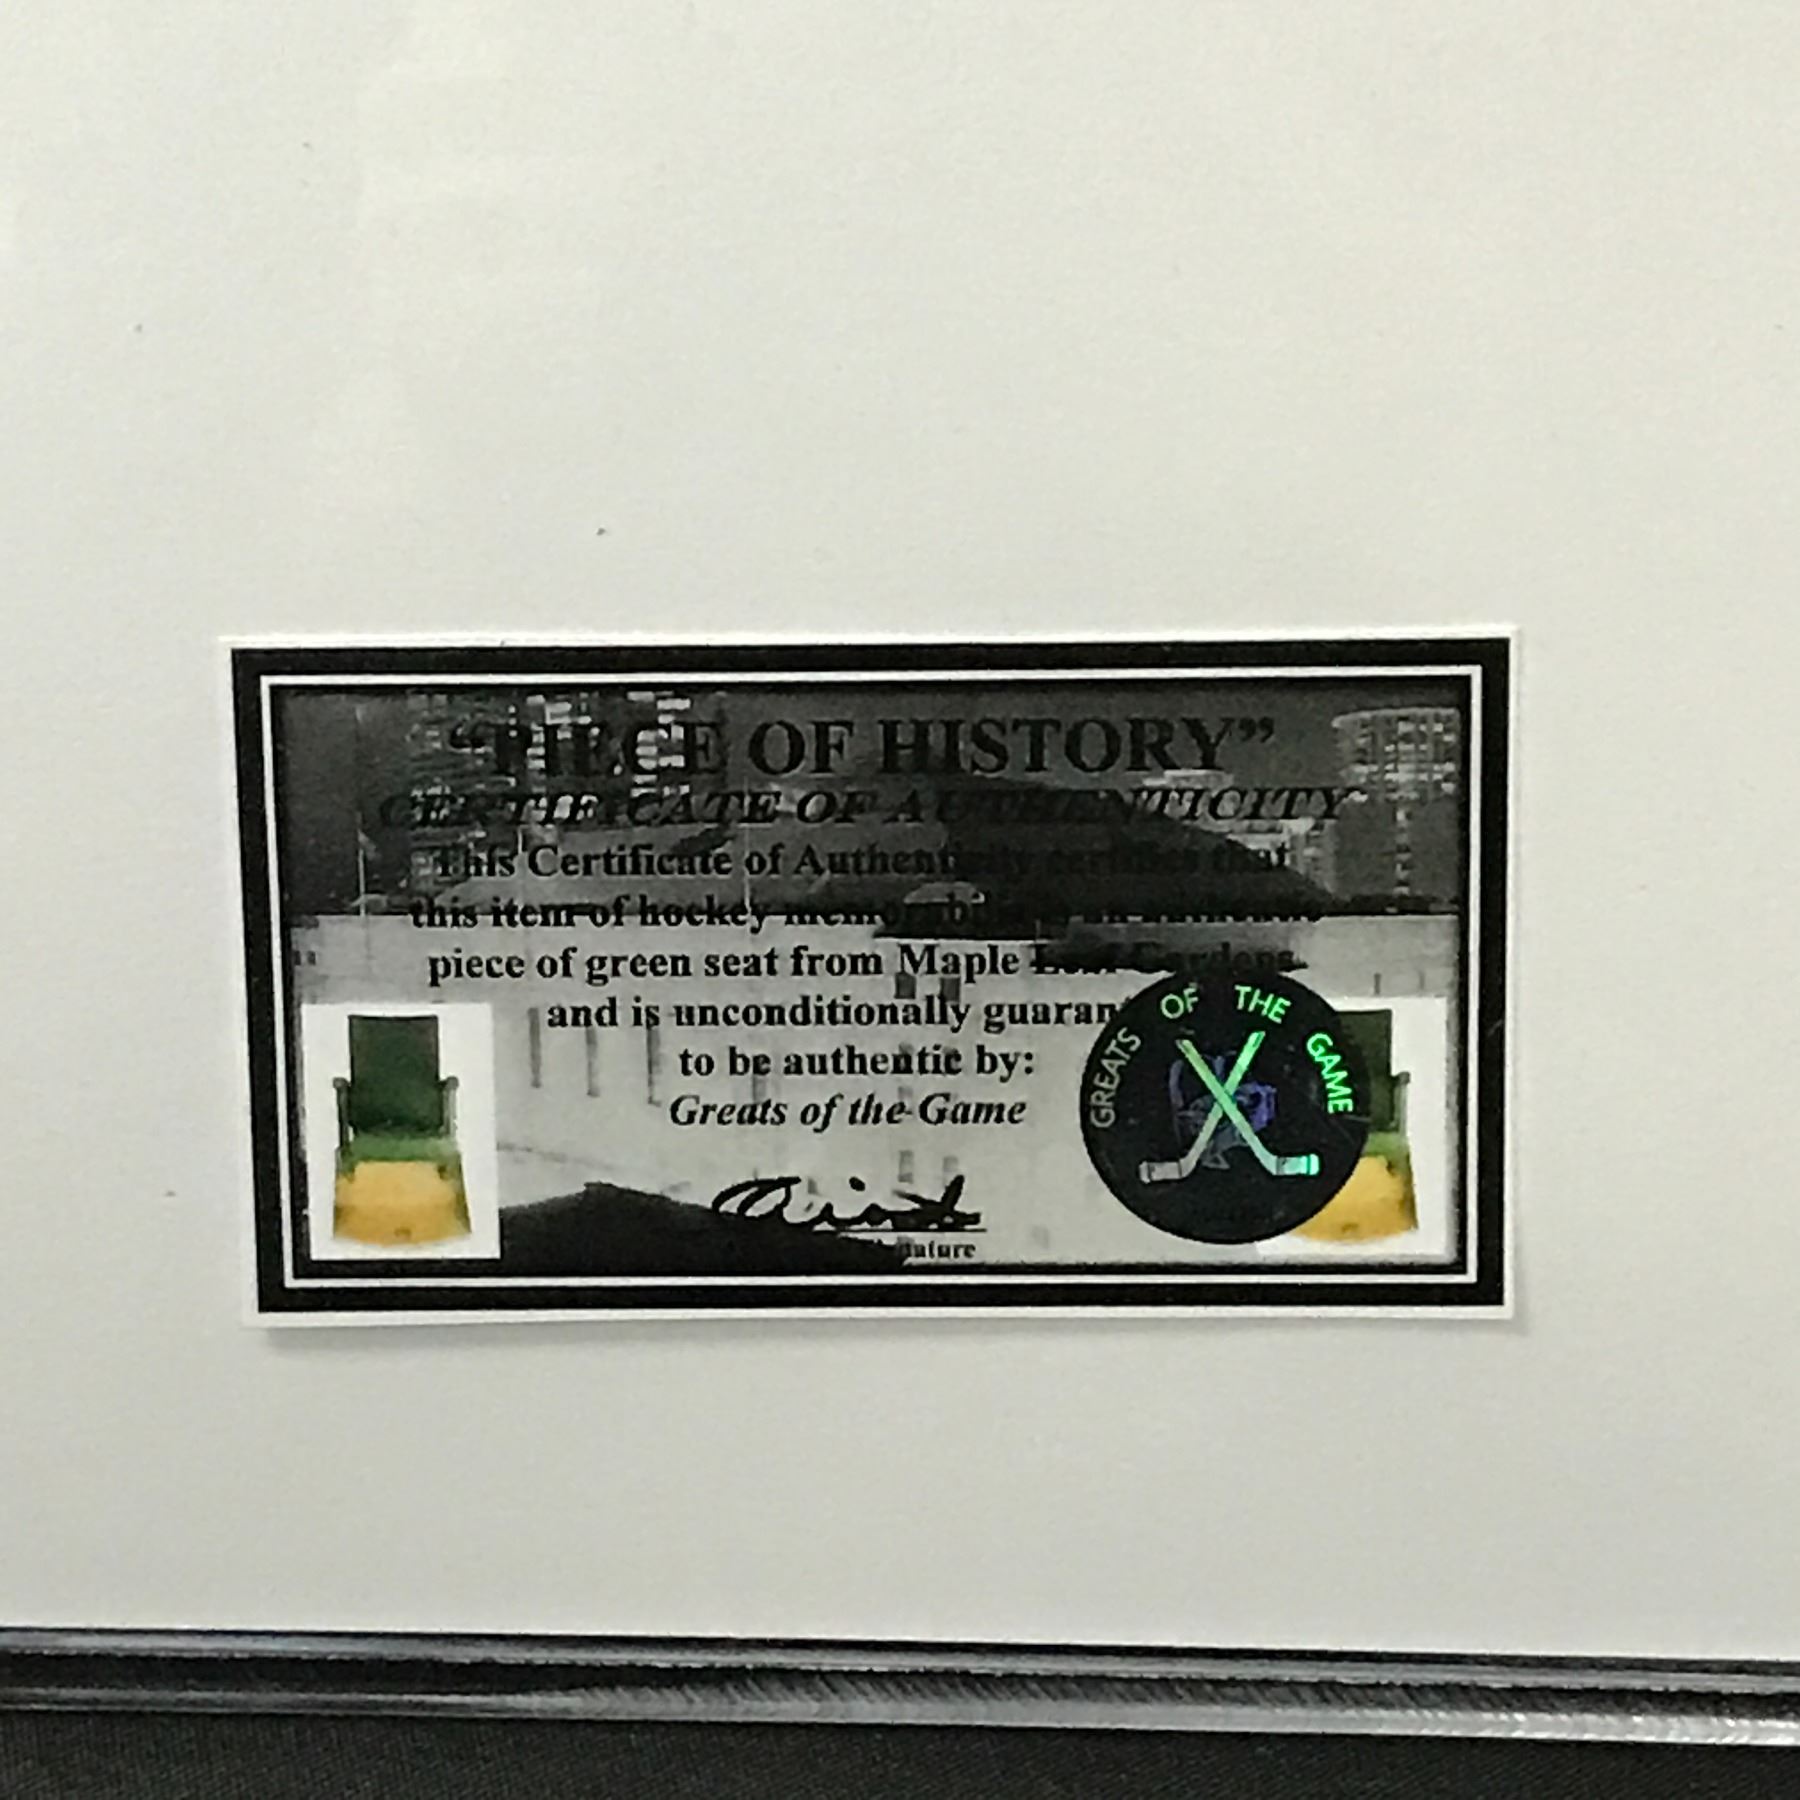 “PIECE OF HISTORY”
CERTIFICATE OF AUTHENTICITY
This Certificate of Authenticity certifies that
this item of hockey memorabilia is an authentic
piece of green seat from Maple Leaf Gardens
and is unconditionally guaran
to be authentic by:
Greats of the Game
GREATS OF THE GAME